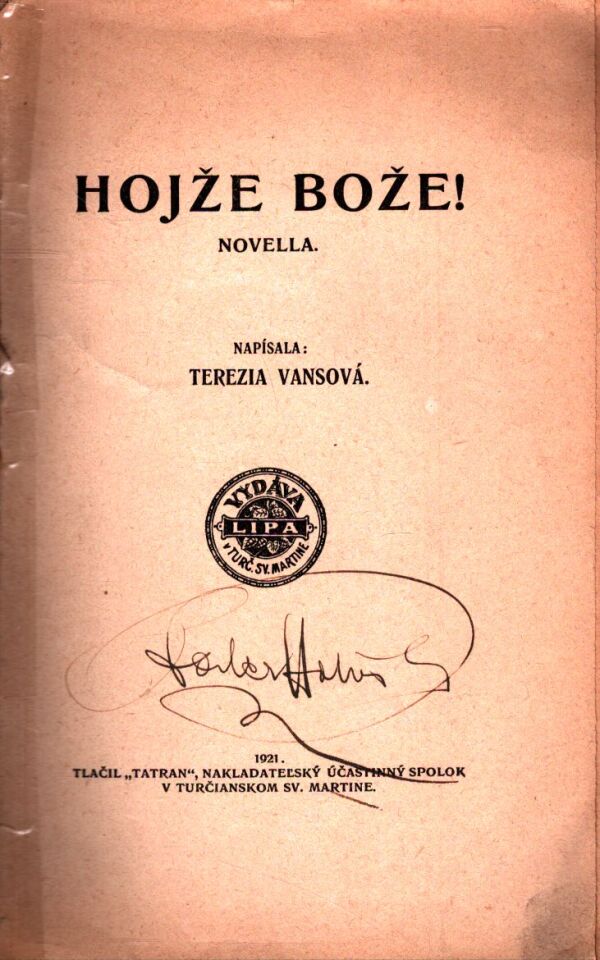 HOJŽE BOŽE!
NOVELLA.
NAPÍSALA:
TEREZIA VANSOVÁ.
VYDÁVA
LIPA
V TURČ. SV. MARTINE
1921.
TLAČIL „TATRAN“, NAKLADATEĽSKÝ ÚČASTINNÝ SPOLOK
V TURČIANSKOM SV. MARTINE.